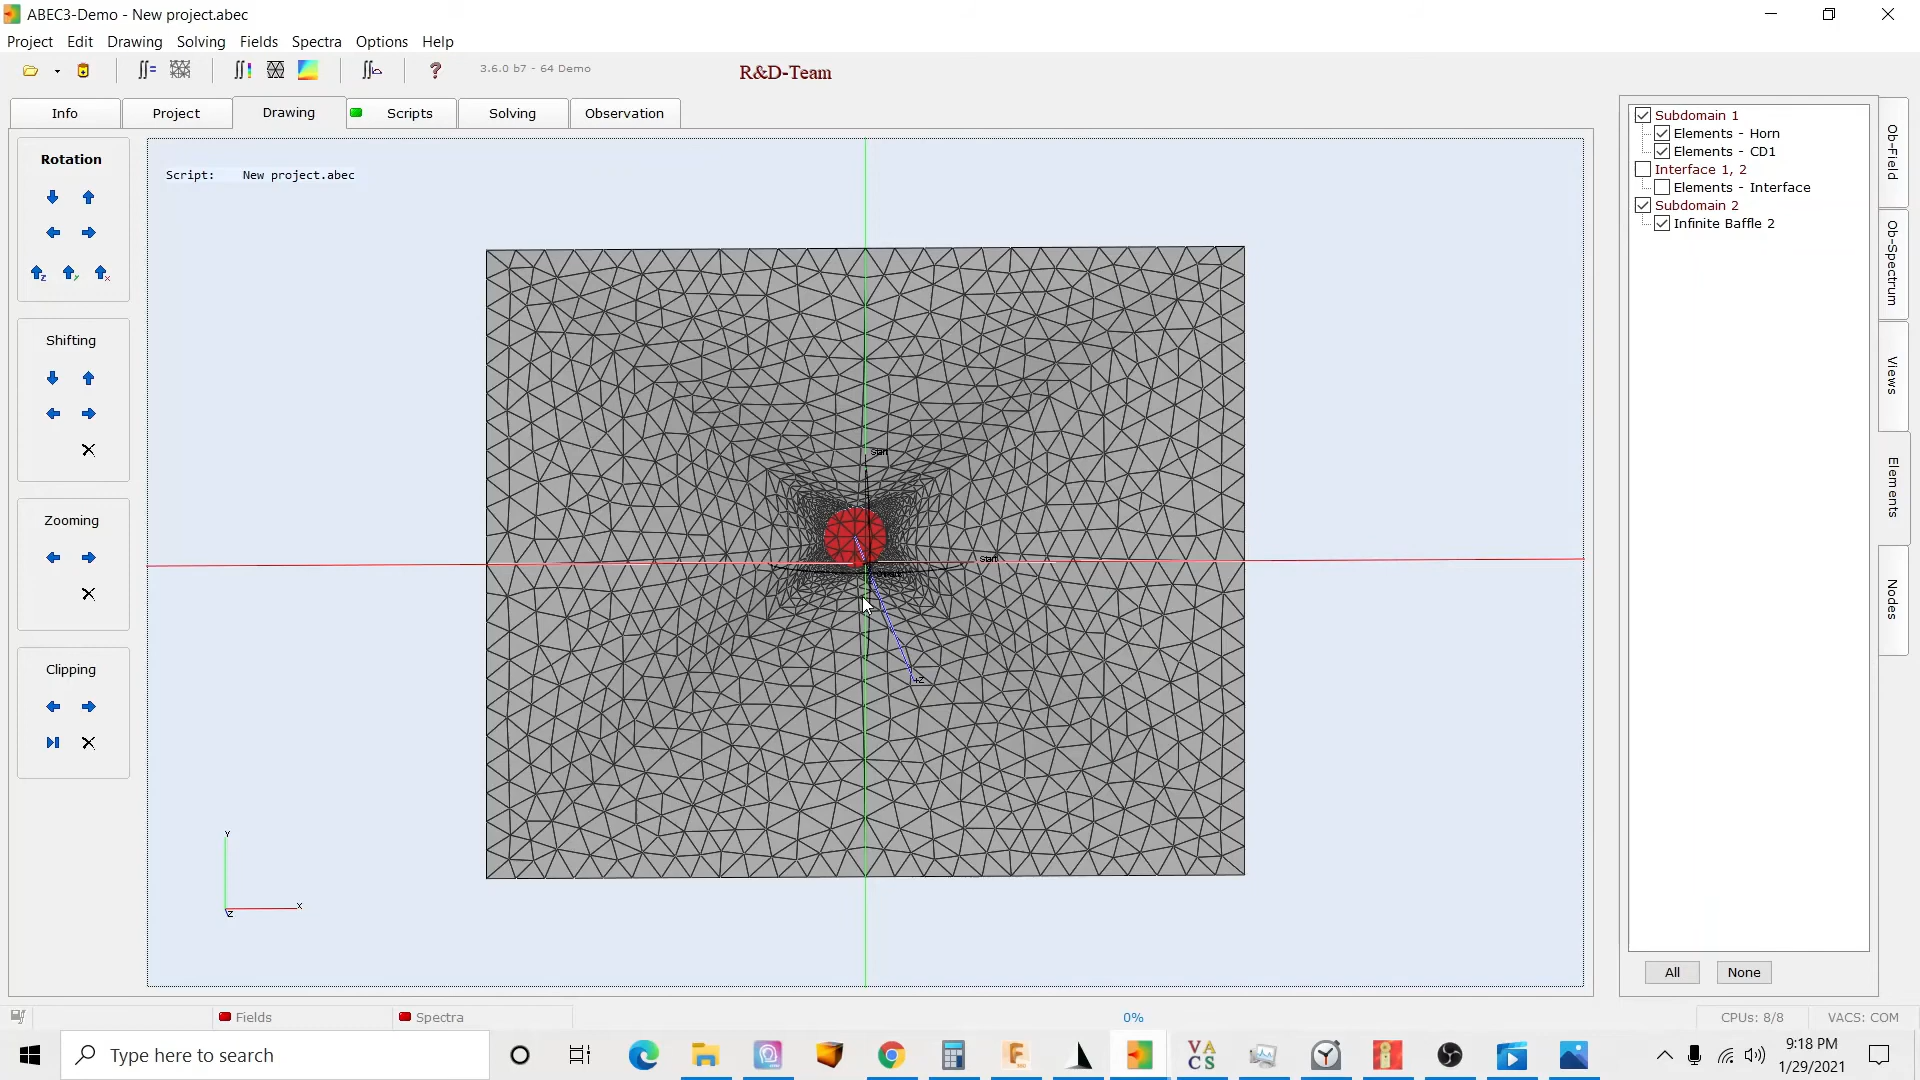 ABEC3-Demo - New project.abec
Project Edit Drawing Solving Fields Spectra Options Help
3.6.0 b7 - 64 Demo
R&D-Team
Info Project Drawing Scripts Solving Observation
Rotation
z y x
Shifting
Zooming
Clipping
Script: New project.abec
Start
Start
+Z
Y
X
Z
Subdomain 1
Elements - Horn
Elements - CD1
Interface 1, 2
Elements - Interface
Subdomain 2
Infinite Baffle 2
All None
Ob-Field
Ob-Spectrum
Views
Elements
Nodes
Fields Spectra 0% CPUs: 8/8 VACS: COM
Type here to search
VACS
9:18 PM
1/29/2021